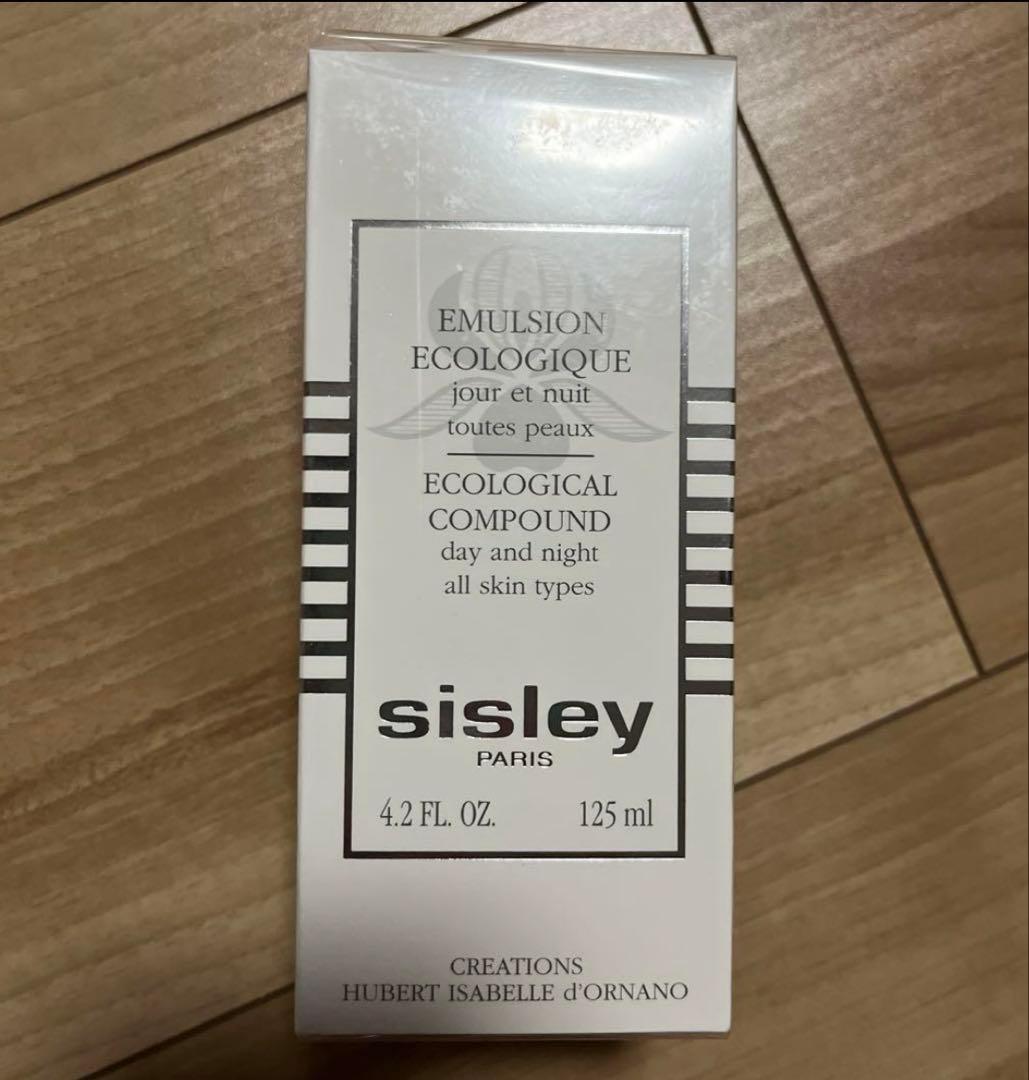 EMULSION
ECOLOGIQUE
jour et nuit
toutes peaux
ECOLOGICAL
COMPOUND
day and night
all skin types
sisley
PARIS
4.2 FL. OZ. 125 ml
CREATIONS
HUBERT ISABELLE d'ORNANO